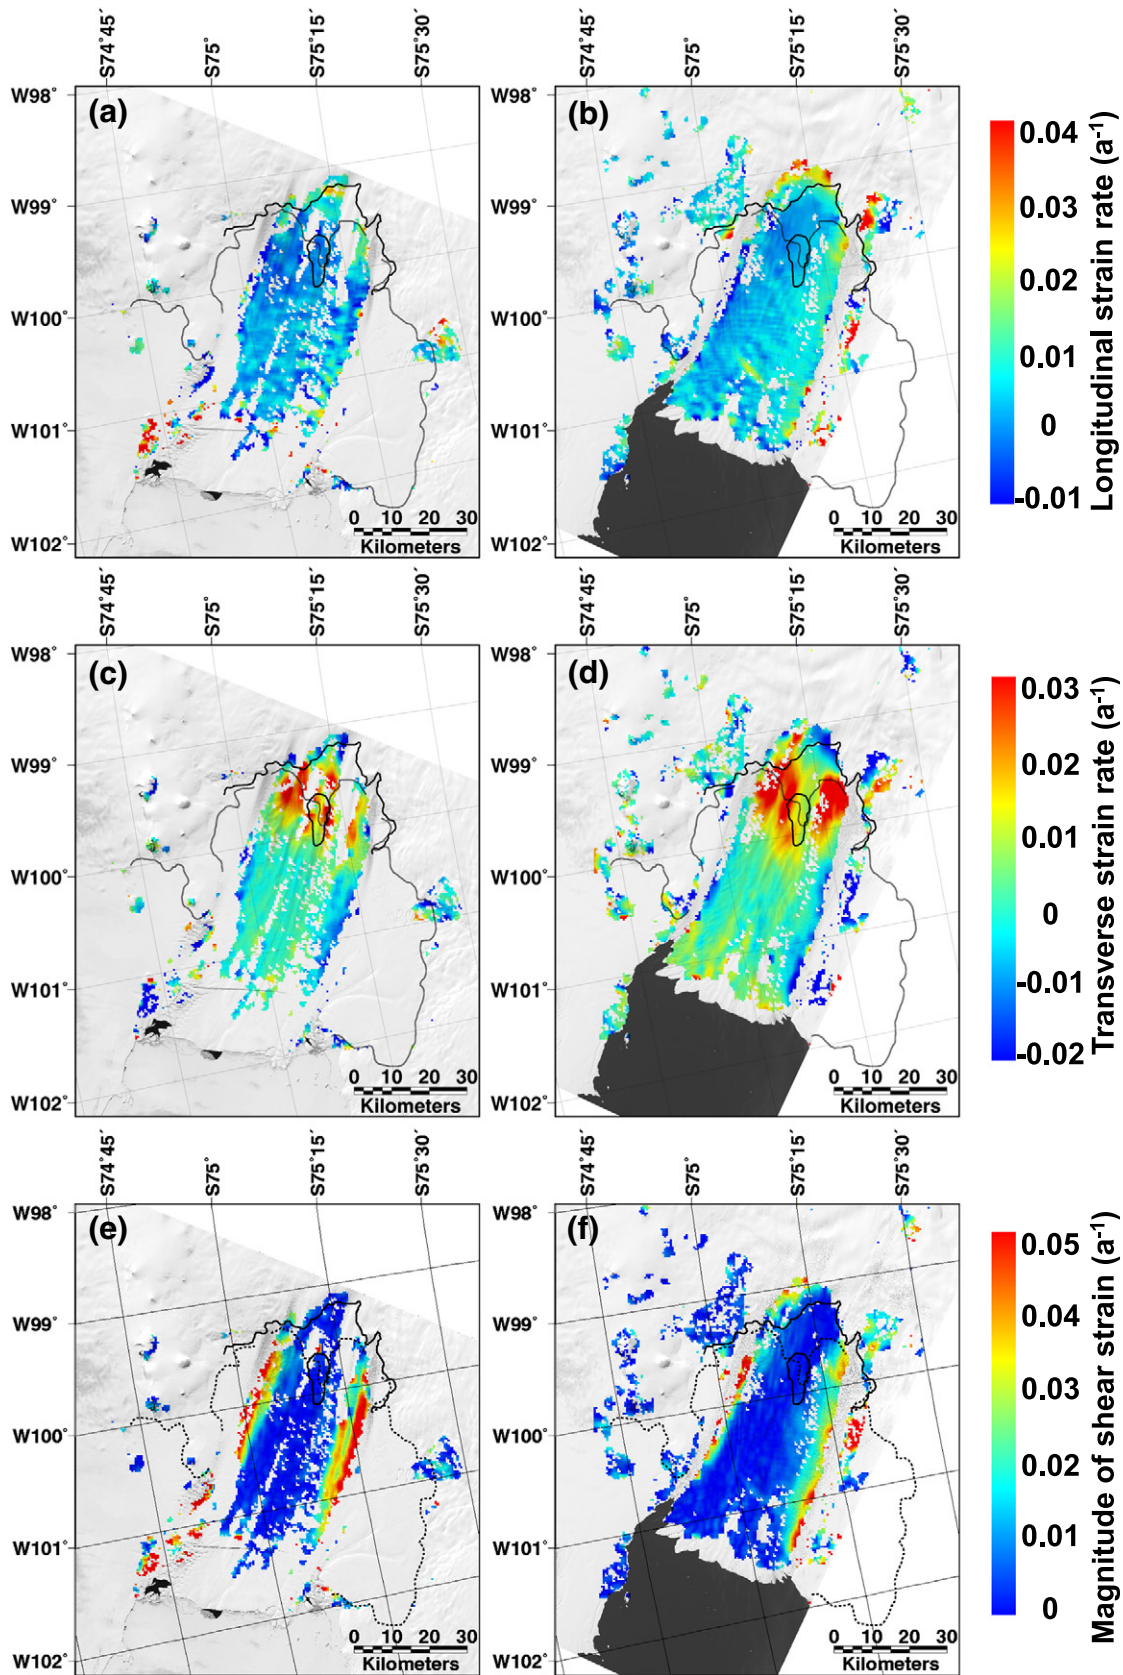 S74°45´ S75° S75°15´ S75°30´ S74°45´ S75° S75°15´ S75°30´
W98° (a) W98° (b)
W99° W99°
W100° W100°
W101° W101°
W102° W102°
0 10 20 30 0 10 20 30
Kilometers Kilometers
0.04
0.03
0.02
0.01
0
-0.01
Longitudinal strain rate (a⁻¹)
S74°45´ S75° S75°15´ S75°30´ S74°45´ S75° S75°15´ S75°30´
W98° (c) W98° (d)
W99° W99°
W100° W100°
W101° W101°
W102° W102°
0 10 20 30 0 10 20 30
Kilometers Kilometers
0.03
0.02
0.01
0
-0.01
-0.02
Transverse strain rate (a⁻¹)
S74°45´ S75° S75°15´ S75°30´ S74°45´ S75° S75°15´ S75°30´
W98° (e) W98° (f)
W99° W99°
W100° W100°
W101° W101°
W102° W102°
0 10 20 30 0 10 20 30
Kilometers Kilometers
0.05
0.04
0.03
0.02
0.01
0
Magnitude of shear strain (a⁻¹)